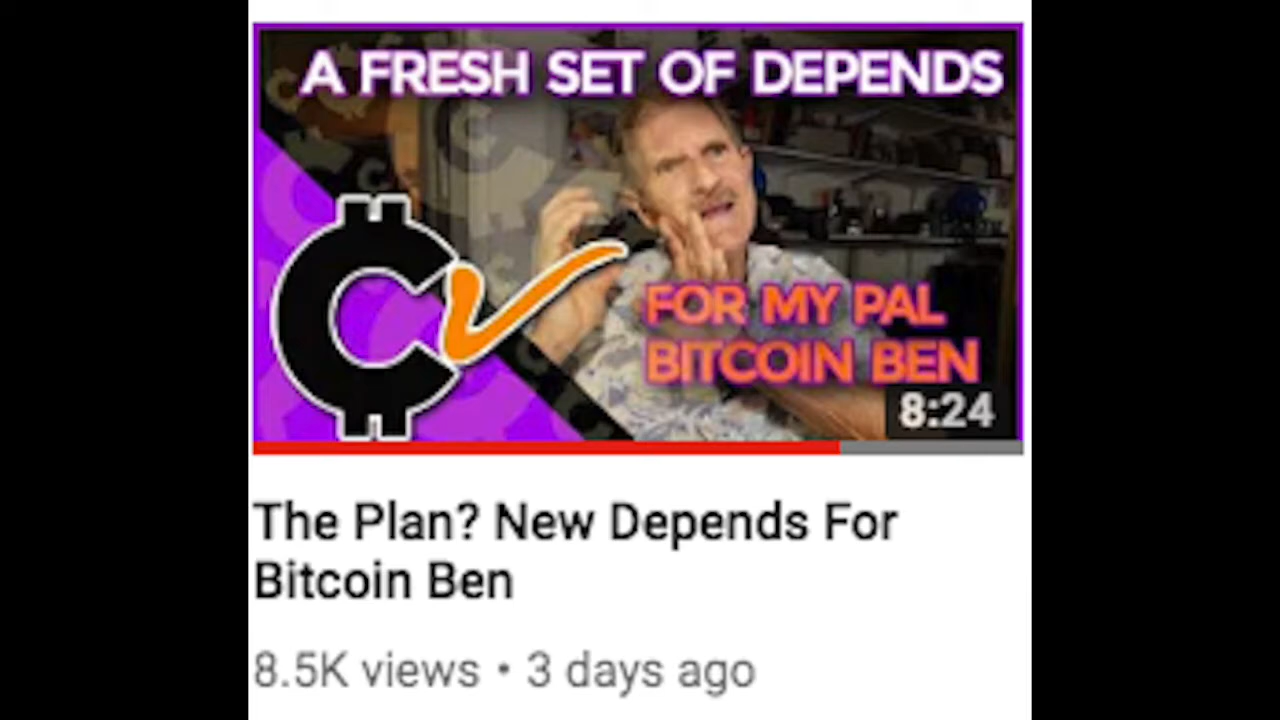 A FRESH SET OF DEPENDS
FOR MY PAL
BITCOIN BEN
8:24
The Plan? New Depends For
Bitcoin Ben
8.5K views • 3 days ago